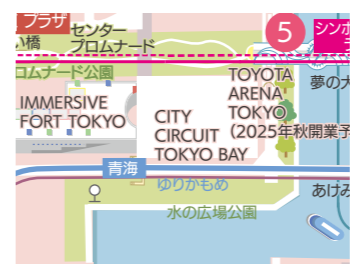 プラザ
センター
プロムナード
い橋
5
シンボ
コムナード公園
TOYOTA
ARENA
TOKYO
(2025年秋開業予
夢の大
IMMERSIVE
FORT TOKYO
CITY
CIRCUIT
TOKYO BAY
青海
ゆりかもめ
あけみ
水の広場公園